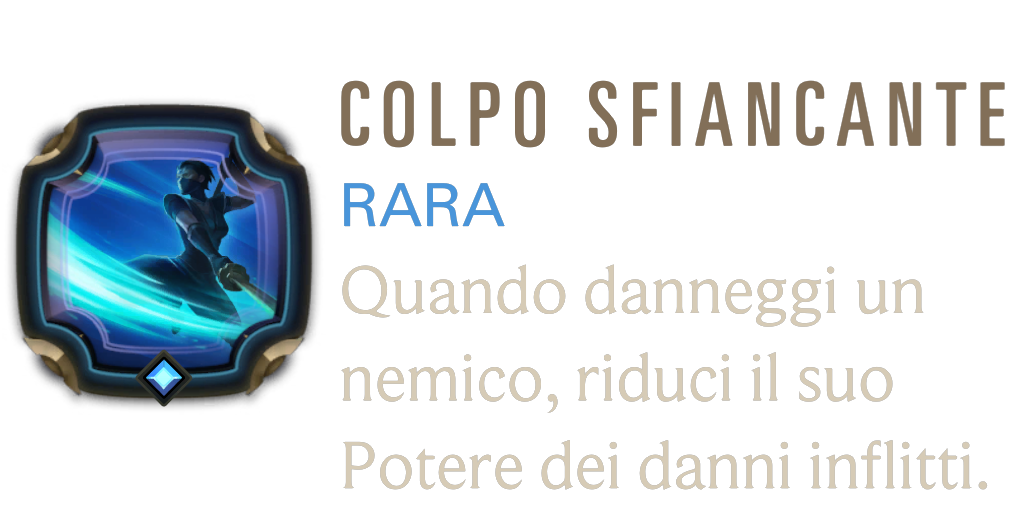 COLPO SFIANCANTE
RARA
Quando danneggi un
nemico, riduci il suo
Potere dei danni inflitti.